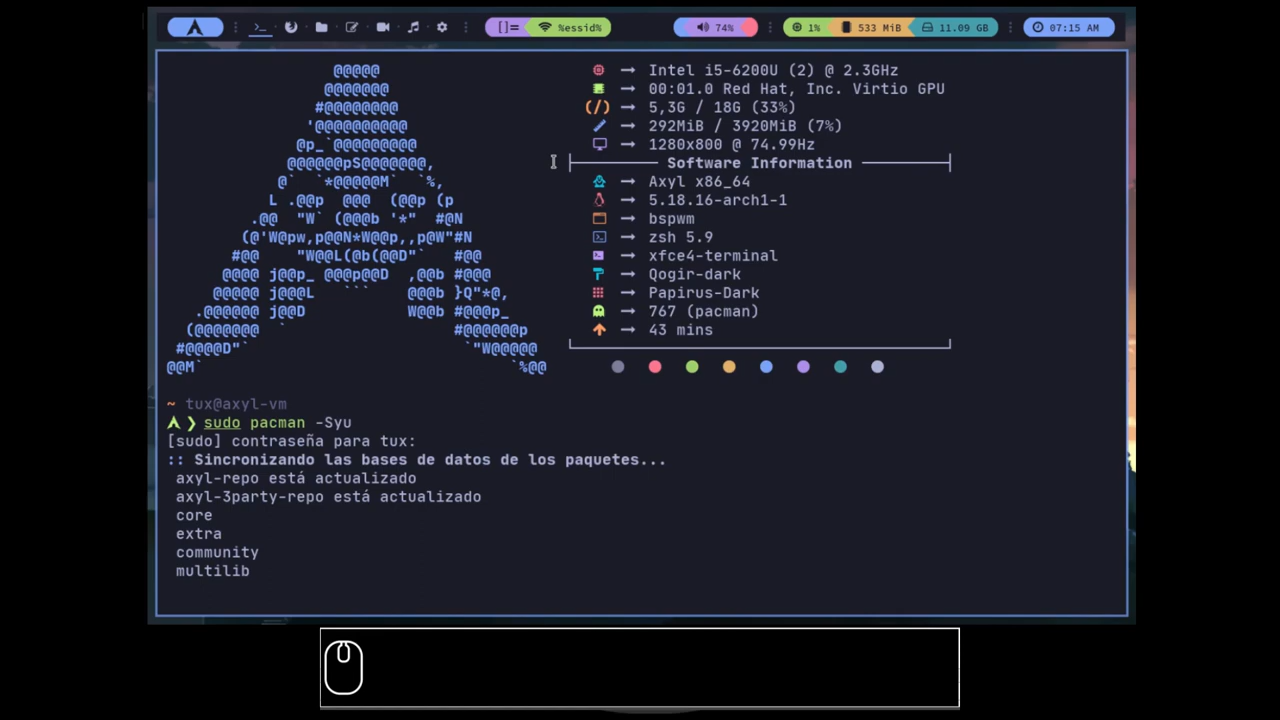 []= %essid% 74% 1% 533 MiB 11.09 GB 07:15 AM
Intel i5-6200U (2) @ 2.3GHz
00:01.0 Red Hat, Inc. Virtio GPU
5,3G / 18G (33%)
292MiB / 3920MiB (7%)
1280x800 @ 74.99Hz
Software Information
Axyl x86_64
5.18.16-arch1-1
bspwm
zsh 5.9
xfce4-terminal
Qogir-dark
Papirus-Dark
767 (pacman)
43 mins
~ tux@axyl-vm
❯ sudo pacman -Syu
[sudo] contraseña para tux:
:: Sincronizando las bases de datos de los paquetes...
axyl-repo está actualizado
axyl-3party-repo está actualizado
core
extra
community
multilib